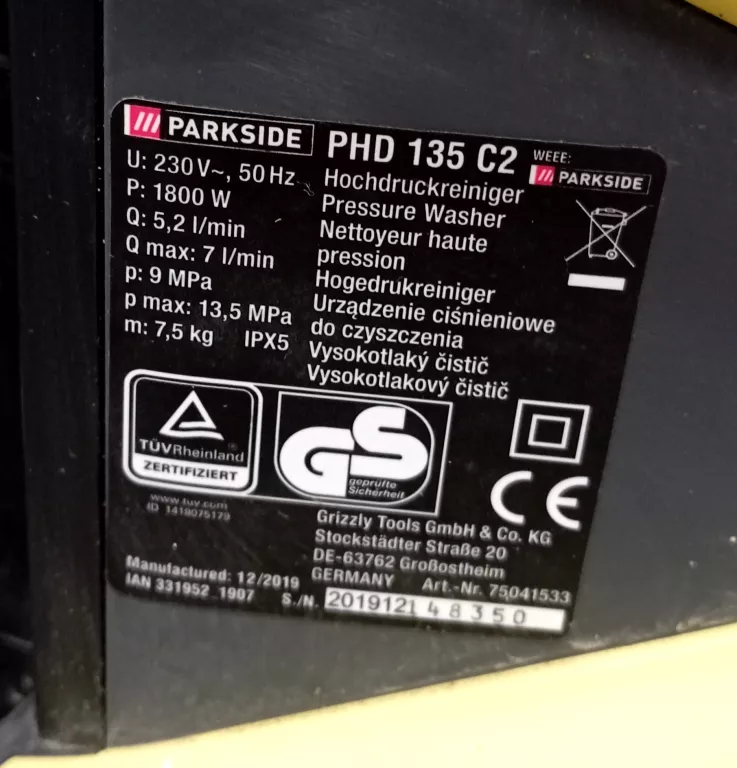 PARKSIDE
PHD 135 C2
WEEE:
PARKSIDE
U: 230 V~, 50 Hz
P: 1800 W
Q: 5,2 l/min
Q max: 7 l/min
p: 9 MPa
p max: 13,5 MPa
m: 7,5 kg IPX5
Hochdruckreiniger
Pressure Washer
Nettoyeur haute
pression
Hogedrukreiniger
Urządzenie ciśnieniowe
do czyszczenia
Vysokotlaký čistič
Vysokotlakový čistič
TÜVRheinland
ZERTIFIZIERT
GS
geprüfte
Sicherheit
CE
www.tuv.com
ID 1419075179
Grizzly Tools GmbH & Co. KG
Stockstädter Straße 20
DE-63762 Großostheim
GERMANY Art.-Nr. 75041533
Manufactured: 12/2019
IAN 331952_1907 S./N. 201912148350